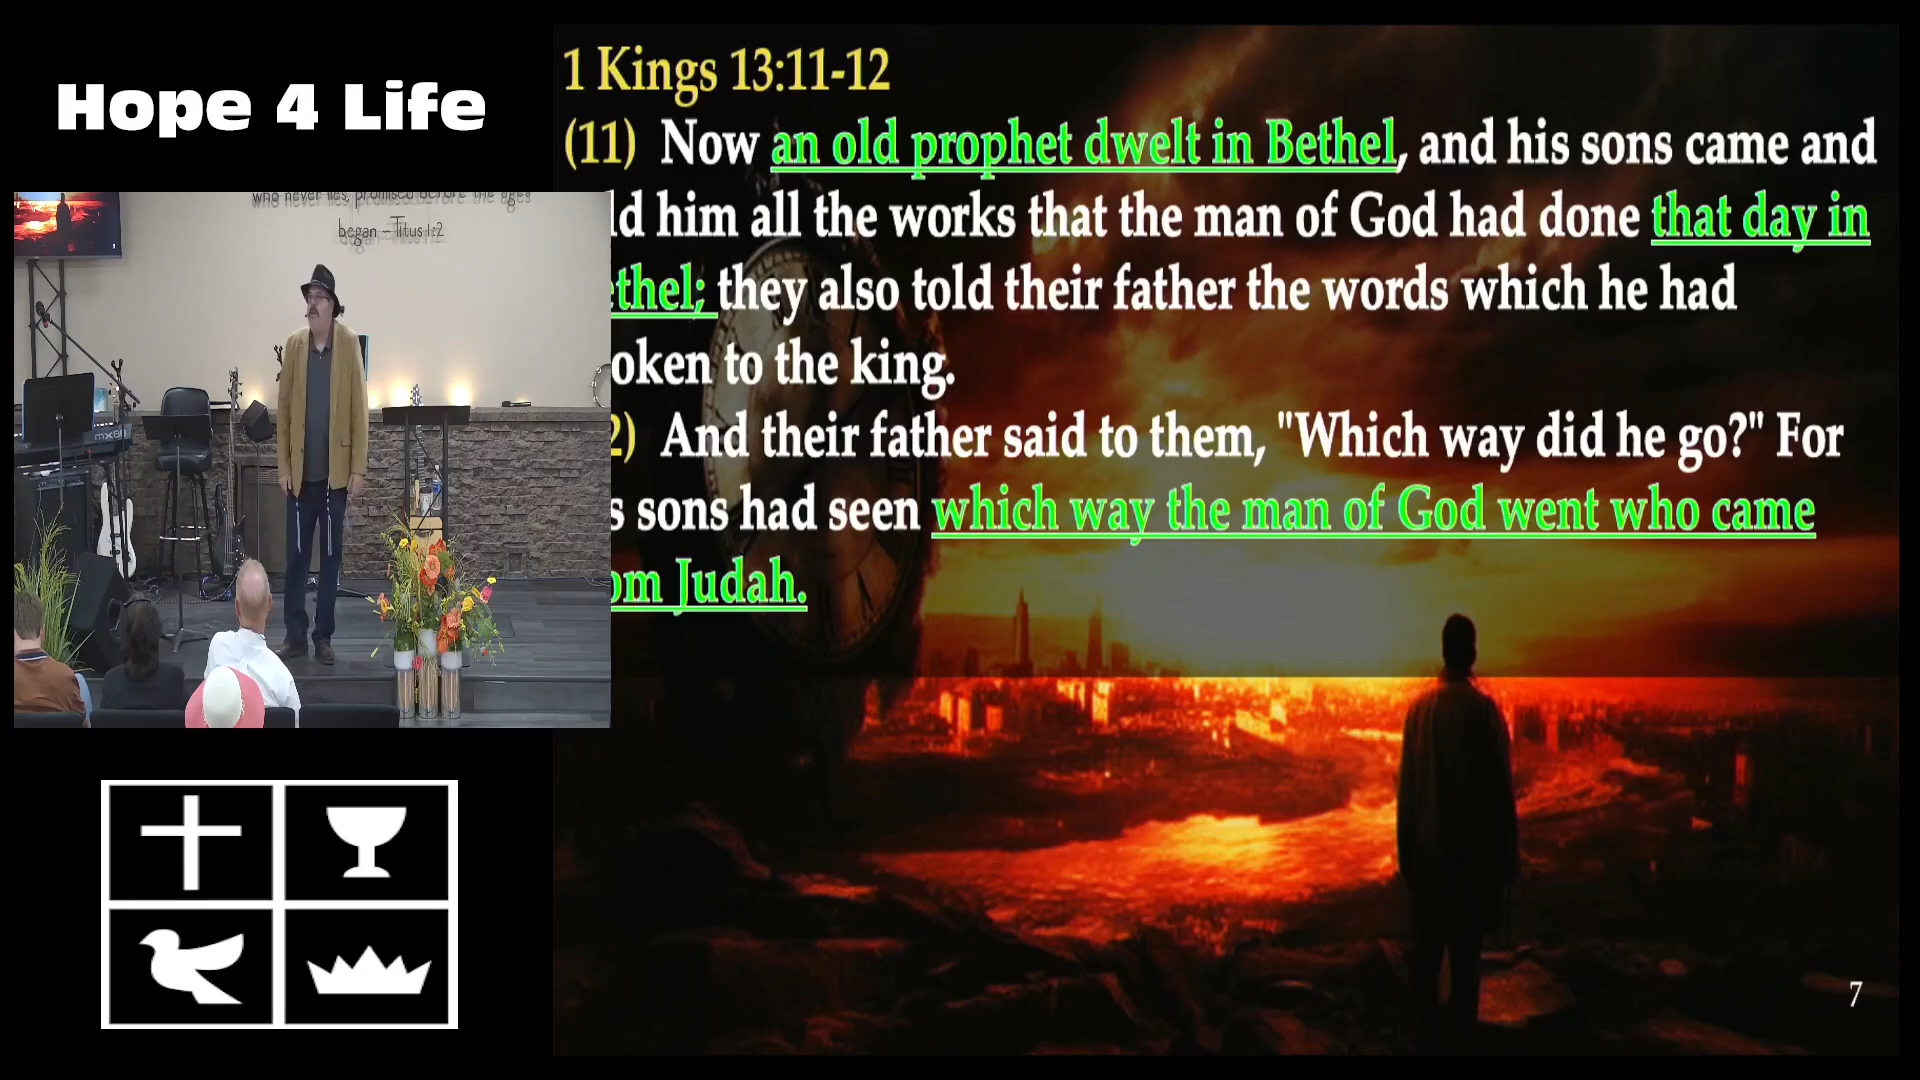 Hope 4 Life
1 Kings 13:11-12
(11) Now an old prophet dwelt in Bethel, and his sons came and
ld him all the works that the man of God had done that day in
ethel; they also told their father the words which he had
oken to the king.
2) And their father said to them, "Which way did he go?" For
s sons had seen which way the man of God went who came
om Judah.
who never lies, promised before the ages
began – Titus 1:2
7